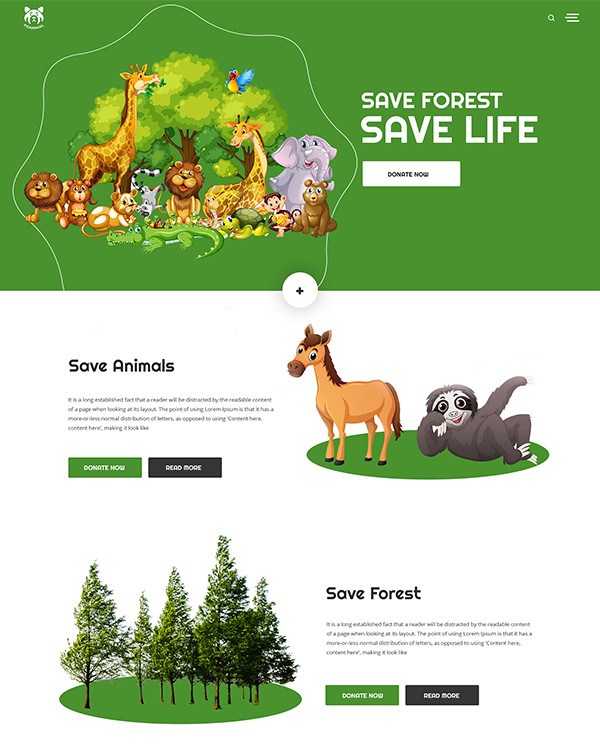 SAVE FOREST
SAVE LIFE
DONATE NOW
Save Animals
It is a long established fact that a reader will be distracted by the readable content
of a page when looking at its layout. The point of using Lorem Ipsum is that it has a
more-or-less normal distribution of letters, as opposed to using 'Content here,
content here', making it look like
DONATE NOW
READ MORE
Save Forest
It is a long established fact that a reader will be distracted by the readable content
of a page when looking at its layout. The point of using Lorem Ipsum is that it has a
more-or-less normal distribution of letters, as opposed to using 'Content here,
content here', making it look like
DONATE NOW
READ MORE